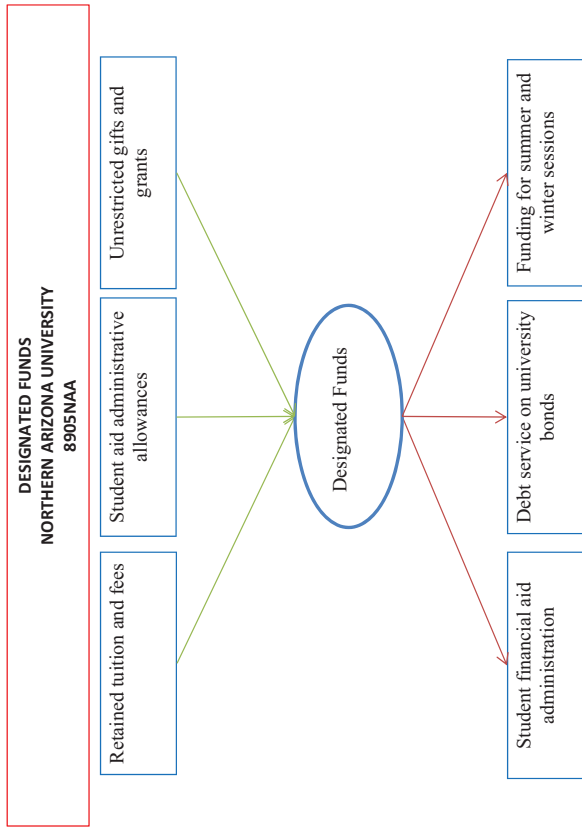 DESIGNATED FUNDS
NORTHERN ARIZONA UNIVERSITY
8905NAA
Retained tuition and fees
Student aid administrative
allowances
Unrestricted gifts and
grants
Designated Funds
Student financial aid
administration
Debt service on university
bonds
Funding for summer and
winter sessions